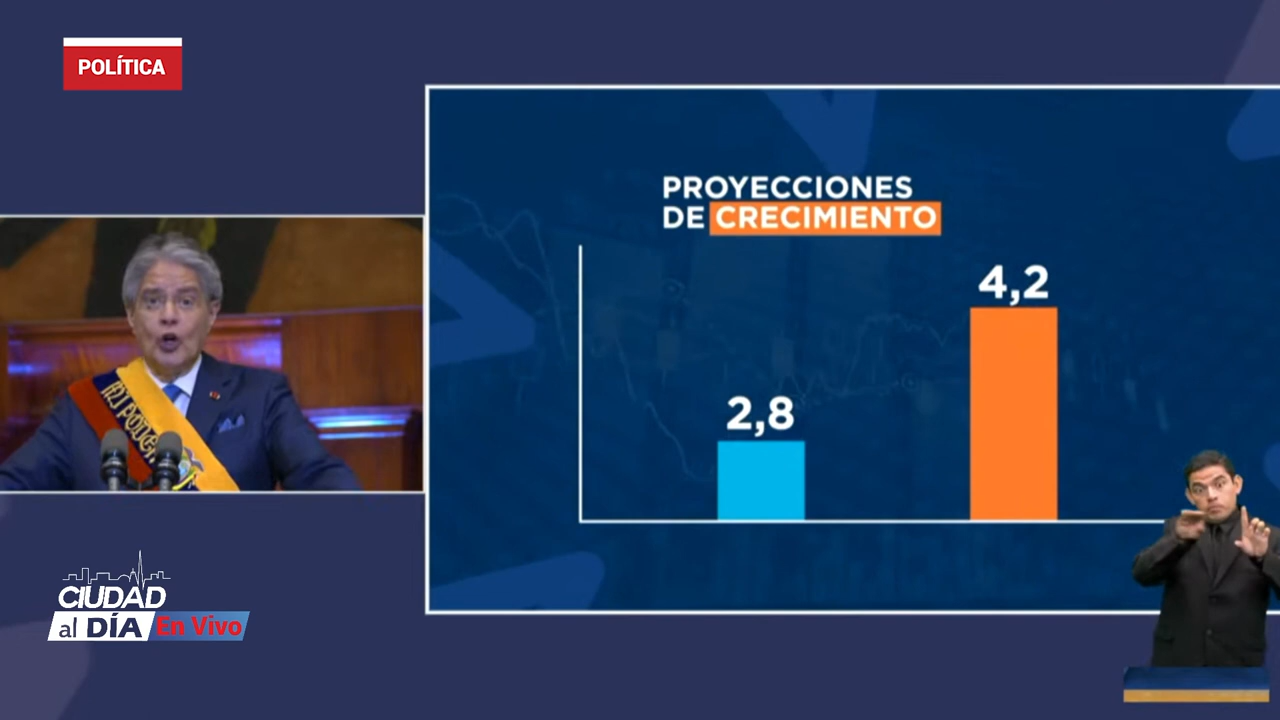 POLÍTICA
PROYECCIONES
DE CRECIMIENTO
4,2
2,8
CIUDAD
al DÍA En Vivo